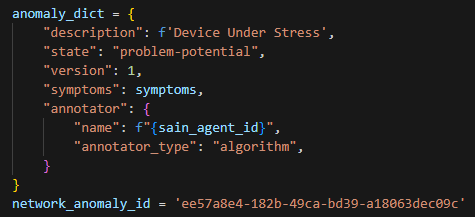 anomaly_dict = {
    "description": f'Device Under Stress',
    "state": "problem-potential",
    "version": 1,
    "symptoms": symptoms,
    "annotator": {
        "name": f"{sain_agent_id}",
        "annotator_type": "algorithm",
    }
}
network_anomaly_id = 'ee57a8e4-182b-49ca-bd39-a18063dec09c'